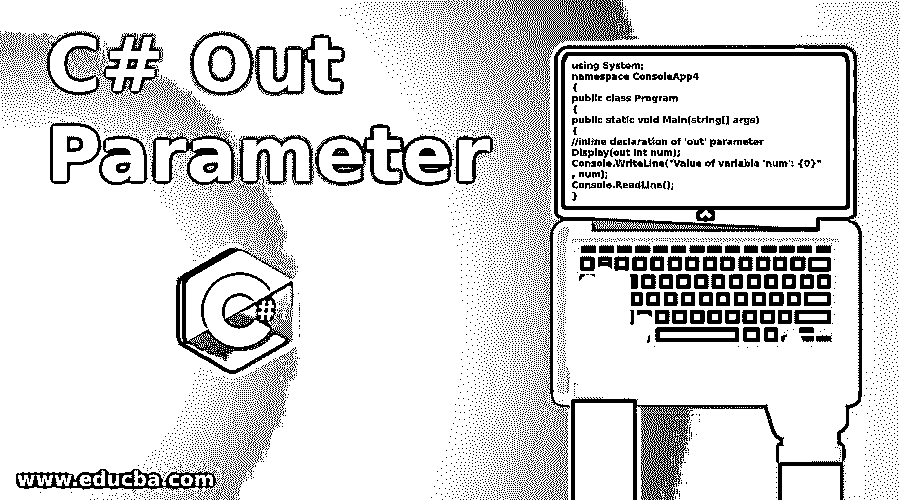 C# Out
Parameter
using System;
namespace ConsoleApp4
{
public class Program
{
public static void Main(string[] args)
{
//inline declaration of 'out' parameter
Display(out int num);
Console.WriteLine("Value of variable 'num': {0}"
, num);
Console.ReadLine();
}
C#
www.educba.com